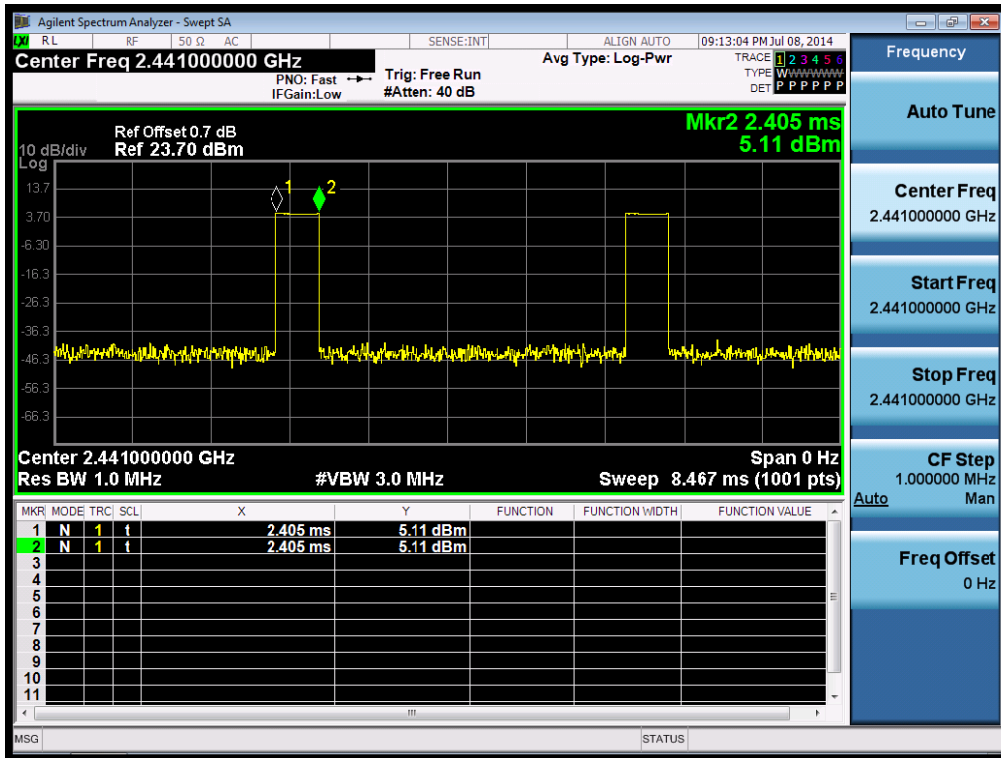 Agilent Spectrum Analyzer - Swept SA
LXI RL RF 50 Ω AC SENSE:INT ALIGN AUTO 09:13:04 PM Jul 08, 2014
Center Freq 2.441000000 GHz Avg Type: Log-Pwr TRACE 1 2 3 4 5 6
PNO: Fast Trig: Free Run TYPE WWWWWW
IFGain:Low #Atten: 40 dB DET P P P P P P
Mkr2 2.405 ms
5.11 dBm
Ref Offset 0.7 dB
10 dB/div Ref 23.70 dBm
Log
1 2
13.7
3.70
-6.30
-16.3
-26.3
-36.3
-46.3
-56.3
-66.3
Center 2.441000000 GHz Span 0 Hz
Res BW 1.0 MHz #VBW 3.0 MHz Sweep 8.467 ms (1001 pts)
MKR MODE TRC SCL X Y FUNCTION FUNCTION WIDTH FUNCTION VALUE
1 N 1 t 2.405 ms 5.11 dBm
2 N 1 t 2.405 ms 5.11 dBm
3
4
5
6
7
8
9
10
11
MSG STATUS
Frequency
Auto Tune
Center Freq
2.441000000 GHz
Start Freq
2.441000000 GHz
Stop Freq
2.441000000 GHz
CF Step
1.000000 MHz
Auto Man
Freq Offset
0 Hz